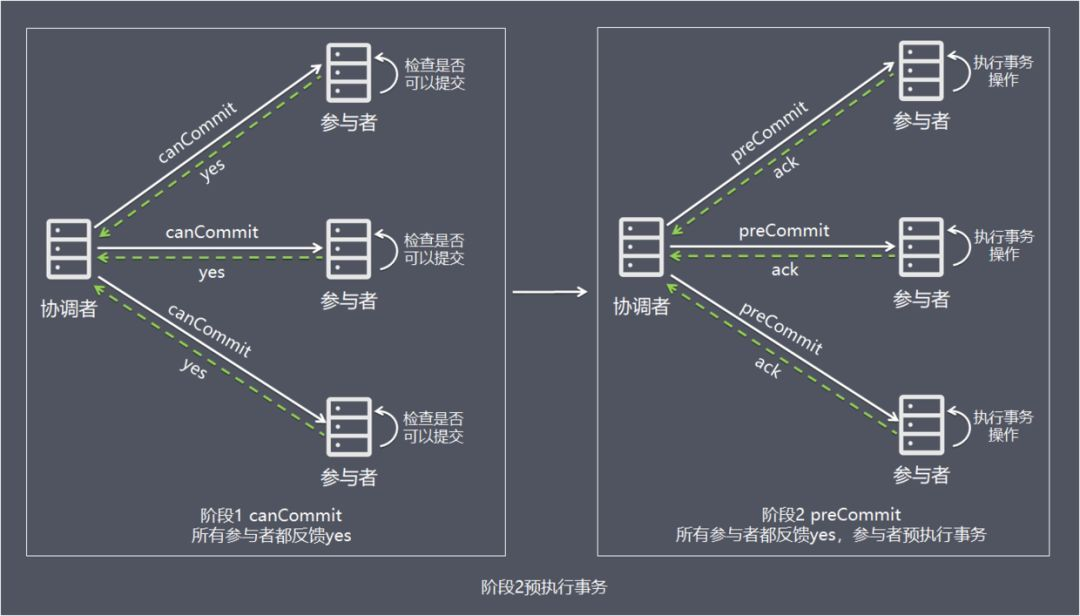 检查是否
可以提交
参与者
canCommit
yes
canCommit
yes
检查是否
可以提交
参与者
协调者
canCommit
yes
检查是否
可以提交
参与者
阶段1 canCommit
所有参与者都反馈yes
执行事务
操作
参与者
preCommit
ack
preCommit
ack
执行事务
操作
参与者
协调者
preCommit
ack
执行事务
操作
参与者
阶段2 preCommit
所有参与者都反馈yes，参与者预执行事务
阶段2预执行事务